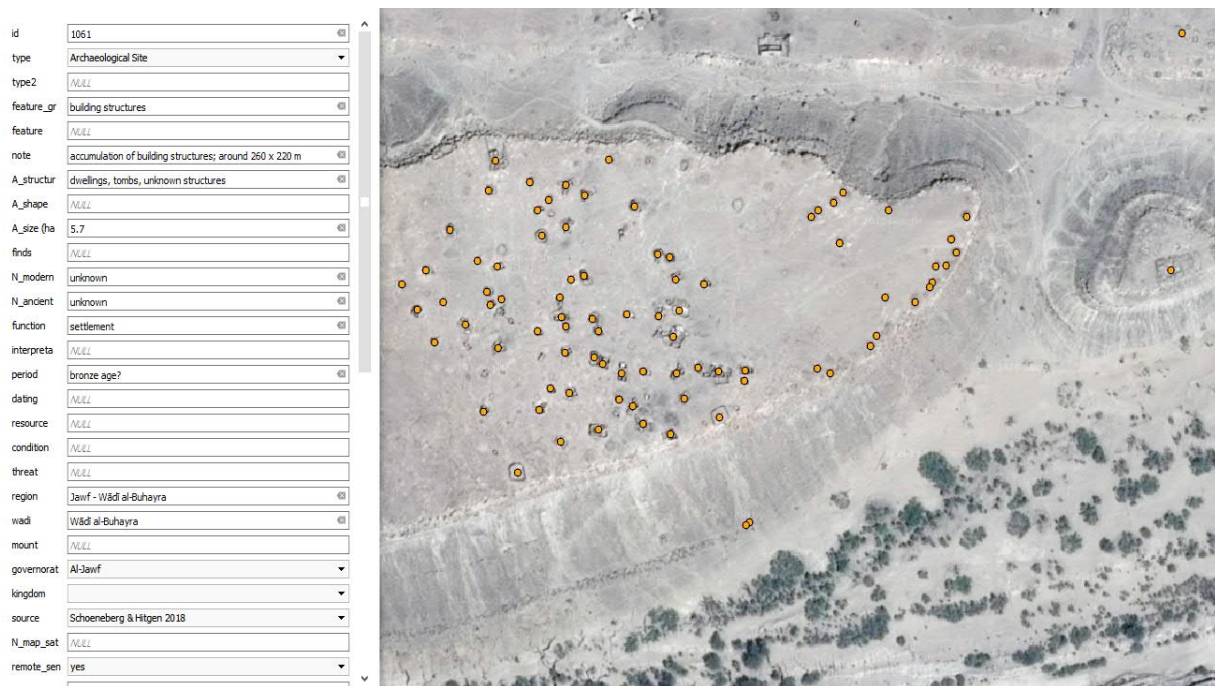 id 1061
type Archaeological Site
type2 NULL
feature_gr building structures
feature NULL
note accumulation of building structures; around 260 x 220 m
A_structur dwellings, tombs, unknown structures
A_shape NULL
A_size (ha 5.7
finds NULL
N_modern unknown
N_ancient unknown
function settlement
interpreta NULL
period bronze age?
dating NULL
resource NULL
condition NULL
threat NULL
region Jawf - Wādī al-Buhayra
wadi Wādī al-Buhayra
mount NULL
governorat Al-Jawf
kingdom
source Schoeneberg & Hitgen 2018
N_map_sat NULL
remote_sen yes